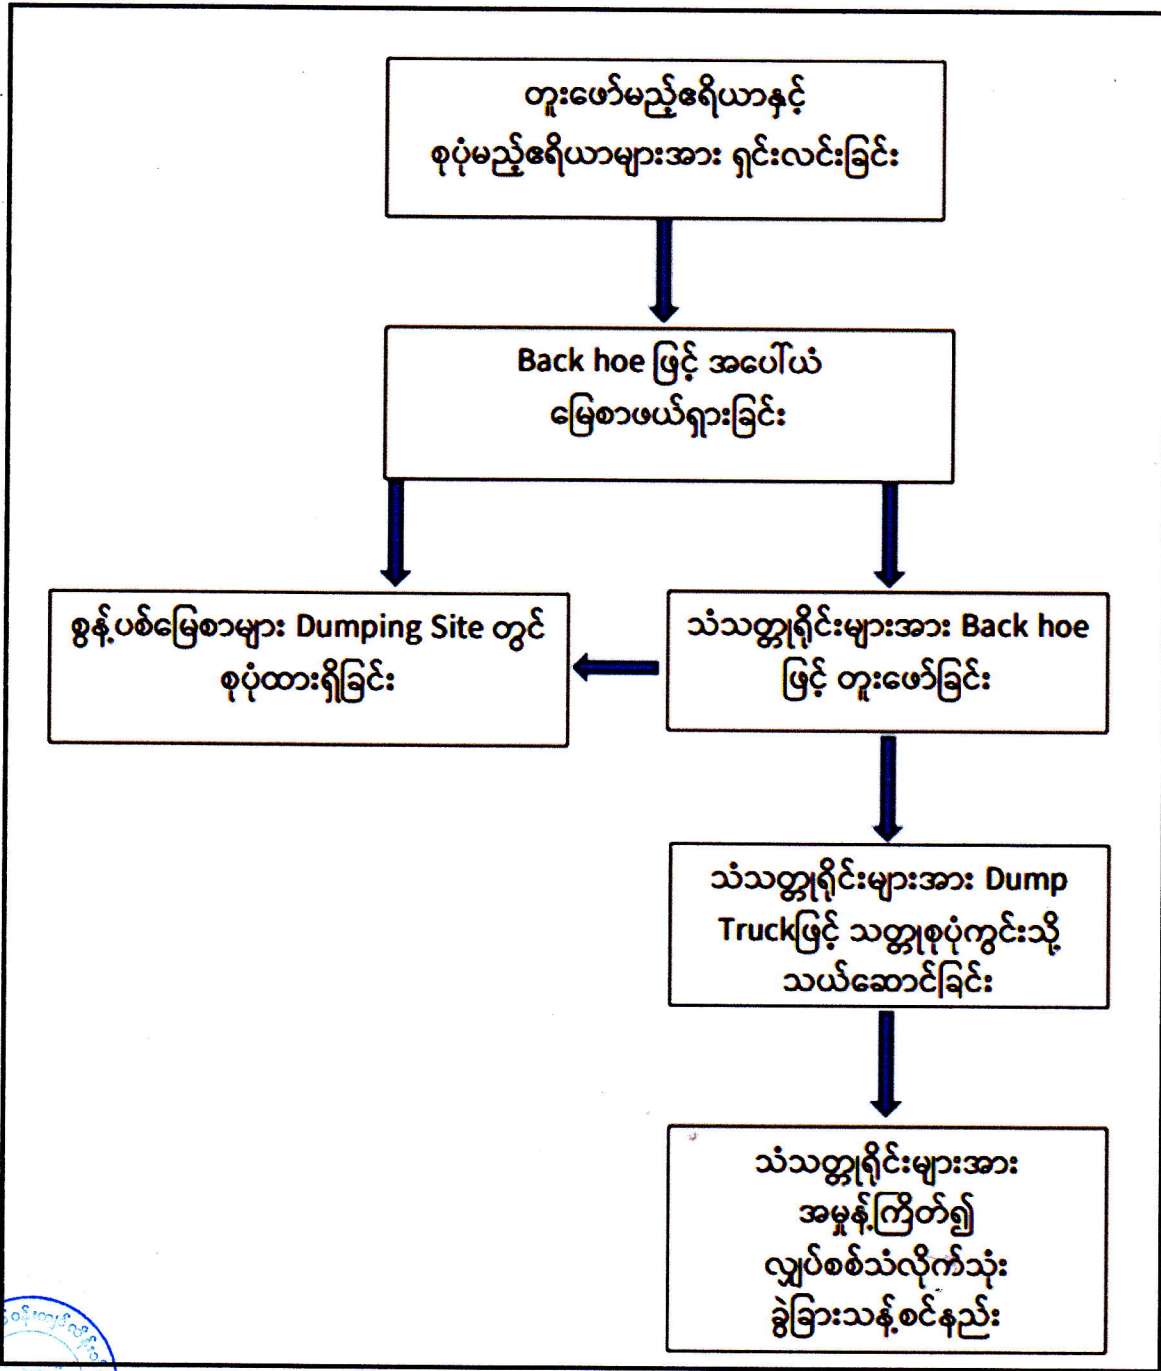 တူးဖော်မည့်ဧရိယာနှင့်
စုပုံမည့်ဧရိယာများအား ရှင်းလင်းခြင်း
Back hoe ဖြင့် အပေါ်ယံ
မြေစာဖယ်ရှားခြင်း
စွန့်ပစ်မြေစာများ Dumping Site တွင်
စုပုံထားရှိခြင်း
သံသတ္တုရိုင်းများအား Back hoe
ဖြင့် တူးဖော်ခြင်း
သံသတ္တုရိုင်းများအား Dump
Truckဖြင့် သတ္တုစုပုံကွင်းသို့
သယ်ဆောင်ခြင်း
သံသတ္တုရိုင်းများအား
အမှုန့်ကြိတ်၍
လျှပ်စစ်သံလိုက်သုံး
ခွဲခြားသန့်စင်နည်း